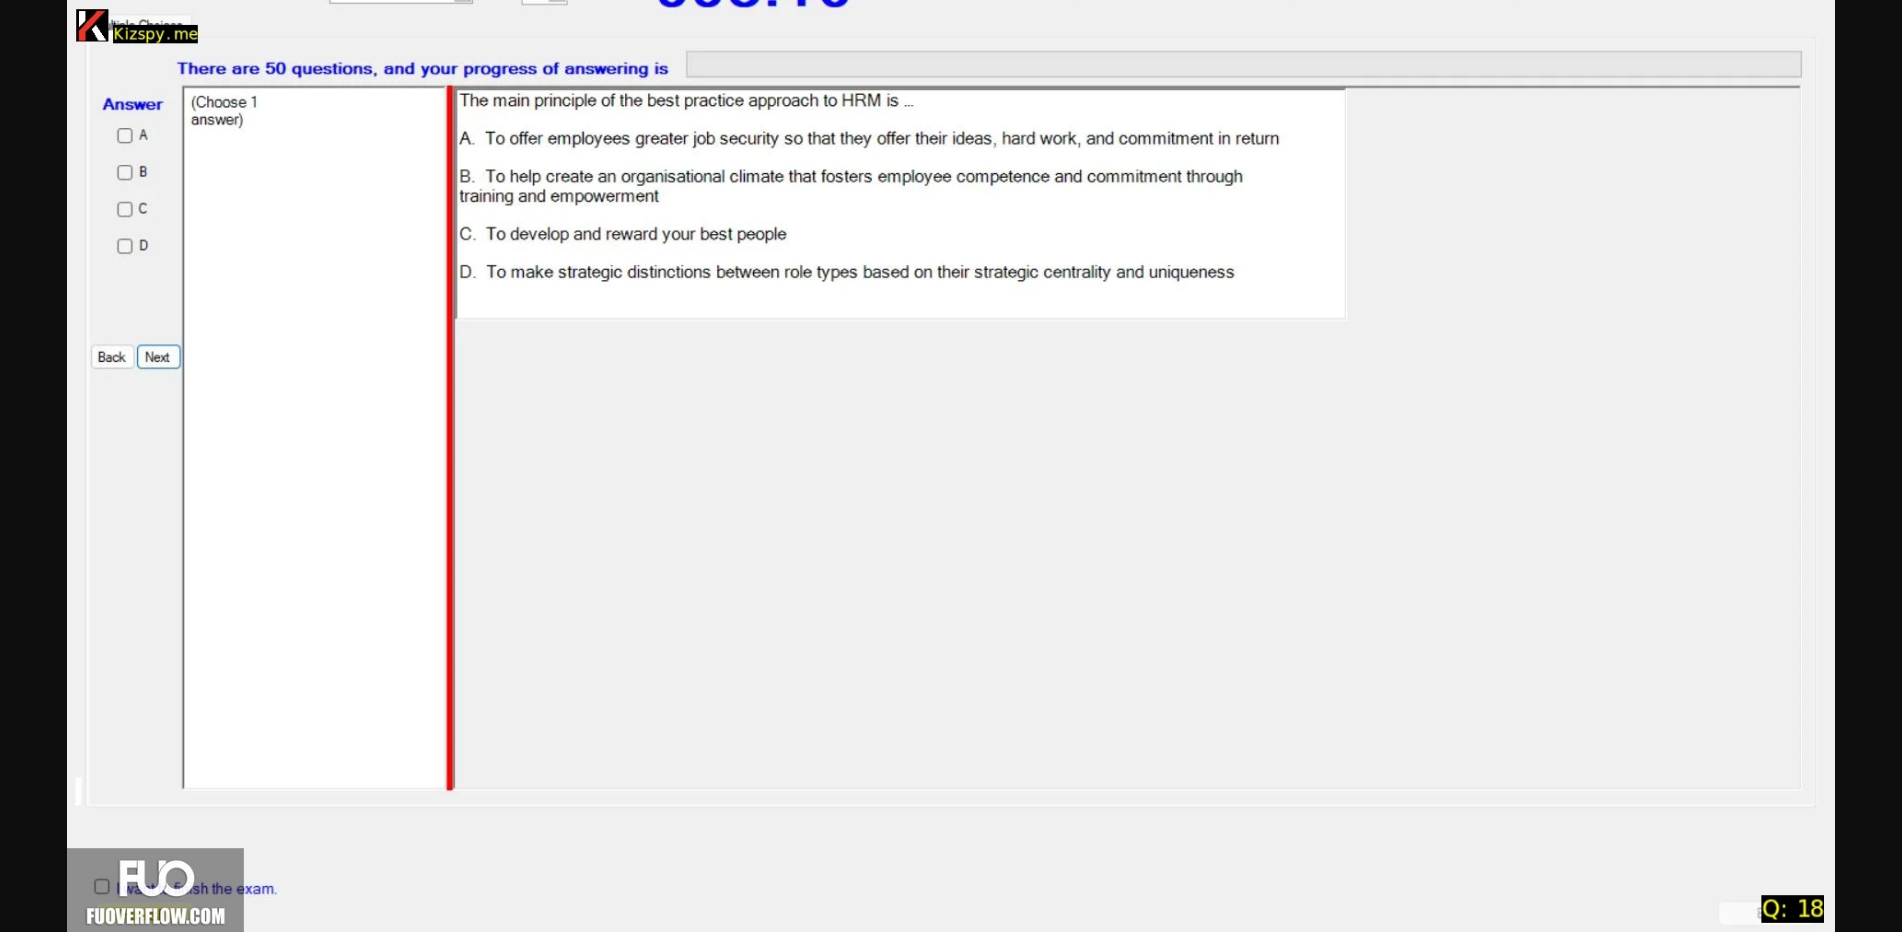 Kizspy.me
There are 50 questions, and your progress of answering is
Answer
(Choose 1
answer)
A
B
C
D
Back
Next
The main principle of the best practice approach to HRM is ...
A. To offer employees greater job security so that they offer their ideas, hard work, and commitment in return
B. To help create an organisational climate that fosters employee competence and commitment through
training and empowerment
C. To develop and reward your best people
D. To make strategic distinctions between role types based on their strategic centrality and uniqueness
FUO
finish the exam.
FUOVERFLOW.COM
Q: 18